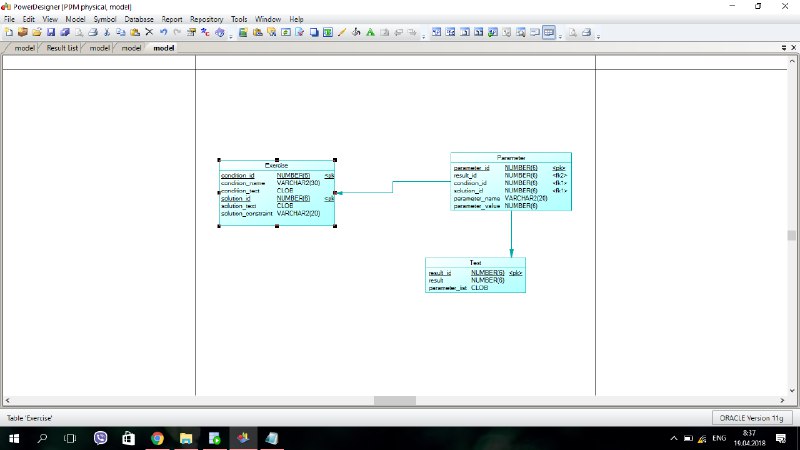 PowerDesigner [PDM physical, model]
File Edit View Model Symbol Database Report Repository Tools Window Help
model Result List model model model
Exercise
condition_id NUMBER(6) <pk
condition_name VARCHAR2(30)
condition_text CLOB
solution_id NUMBER(6) <pk
solution_text CLOB
solution_constraint VARCHAR2(20)
Parameter
parameter_id NUMBER(6) <pk>
result_id NUMBER(6) <fk2>
condition_id NUMBER(6) <fk1>
solution_id NUMBER(6) <fk1>
parameter_name VARCHAR2(20)
parameter_value NUMBER(6)
Test
result_id NUMBER(6) <pk>
result NUMBER(6)
parameter_list CLOB
Table 'Exercise'
ORACLE Version 11g
ENG
8:37
19.04.2018